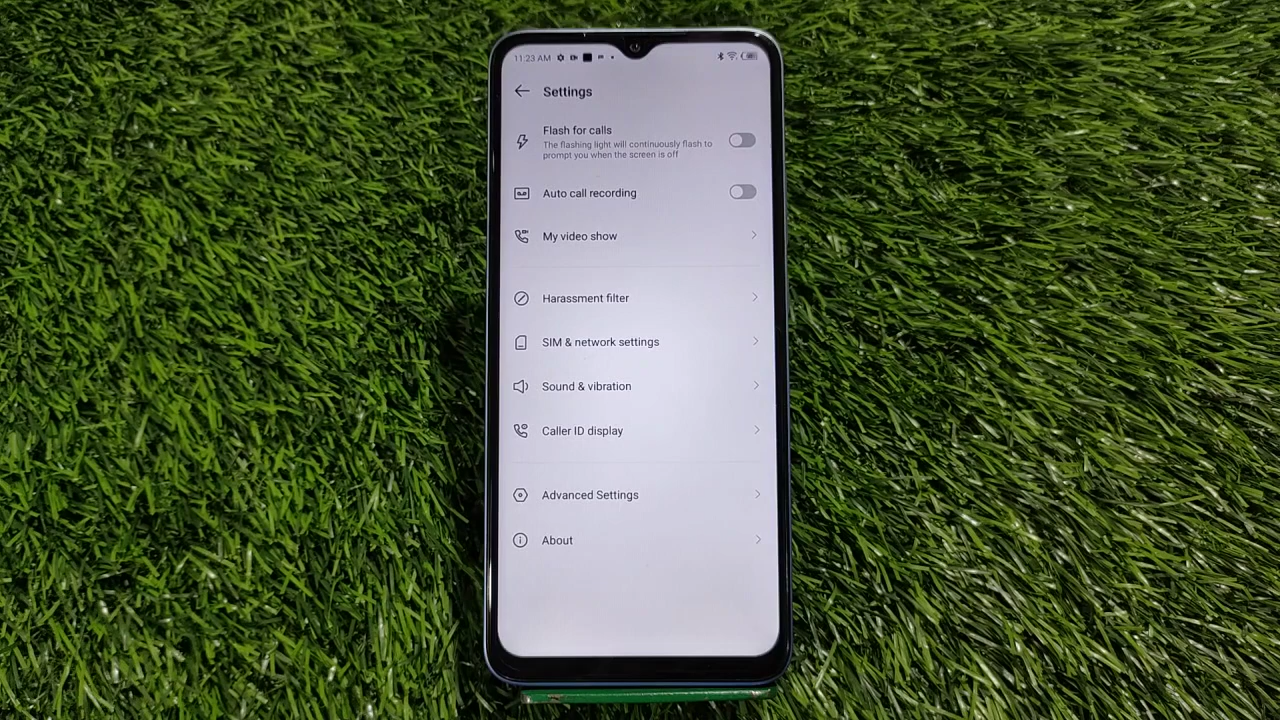 11:23 AM
Settings
Flash for calls
The flashing light will continuously flash to
prompt you when the screen is off
Auto call recording
My video show
Harassment filter
SIM & network settings
Sound & vibration
Caller ID display
Advanced Settings
About